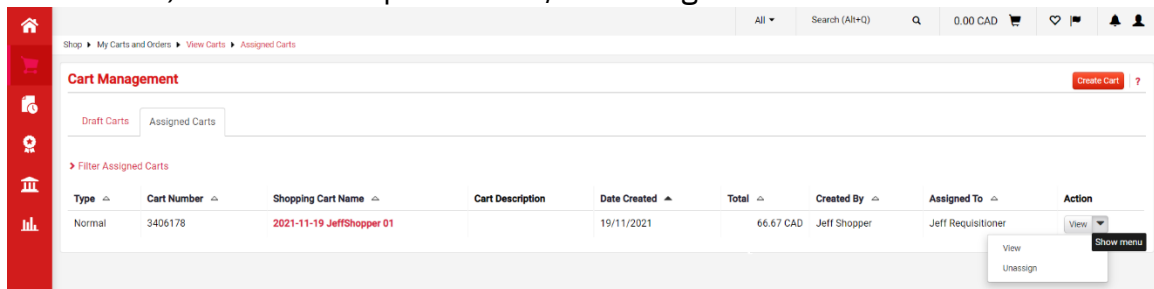 All Search (Alt+Q) 0.00 CAD
Shop My Carts and Orders View Carts Assigned Carts
Cart Management Create Cart ?
Draft Carts Assigned Carts
Filter Assigned Carts
Type Cart Number Shopping Cart Name Cart Description Date Created Total Created By Assigned To Action
Normal 3406178 2021-11-19 JeffShopper 01 19/11/2021 66.67 CAD Jeff Shopper Jeff Requisitioner View
Show menu
View
Unassign